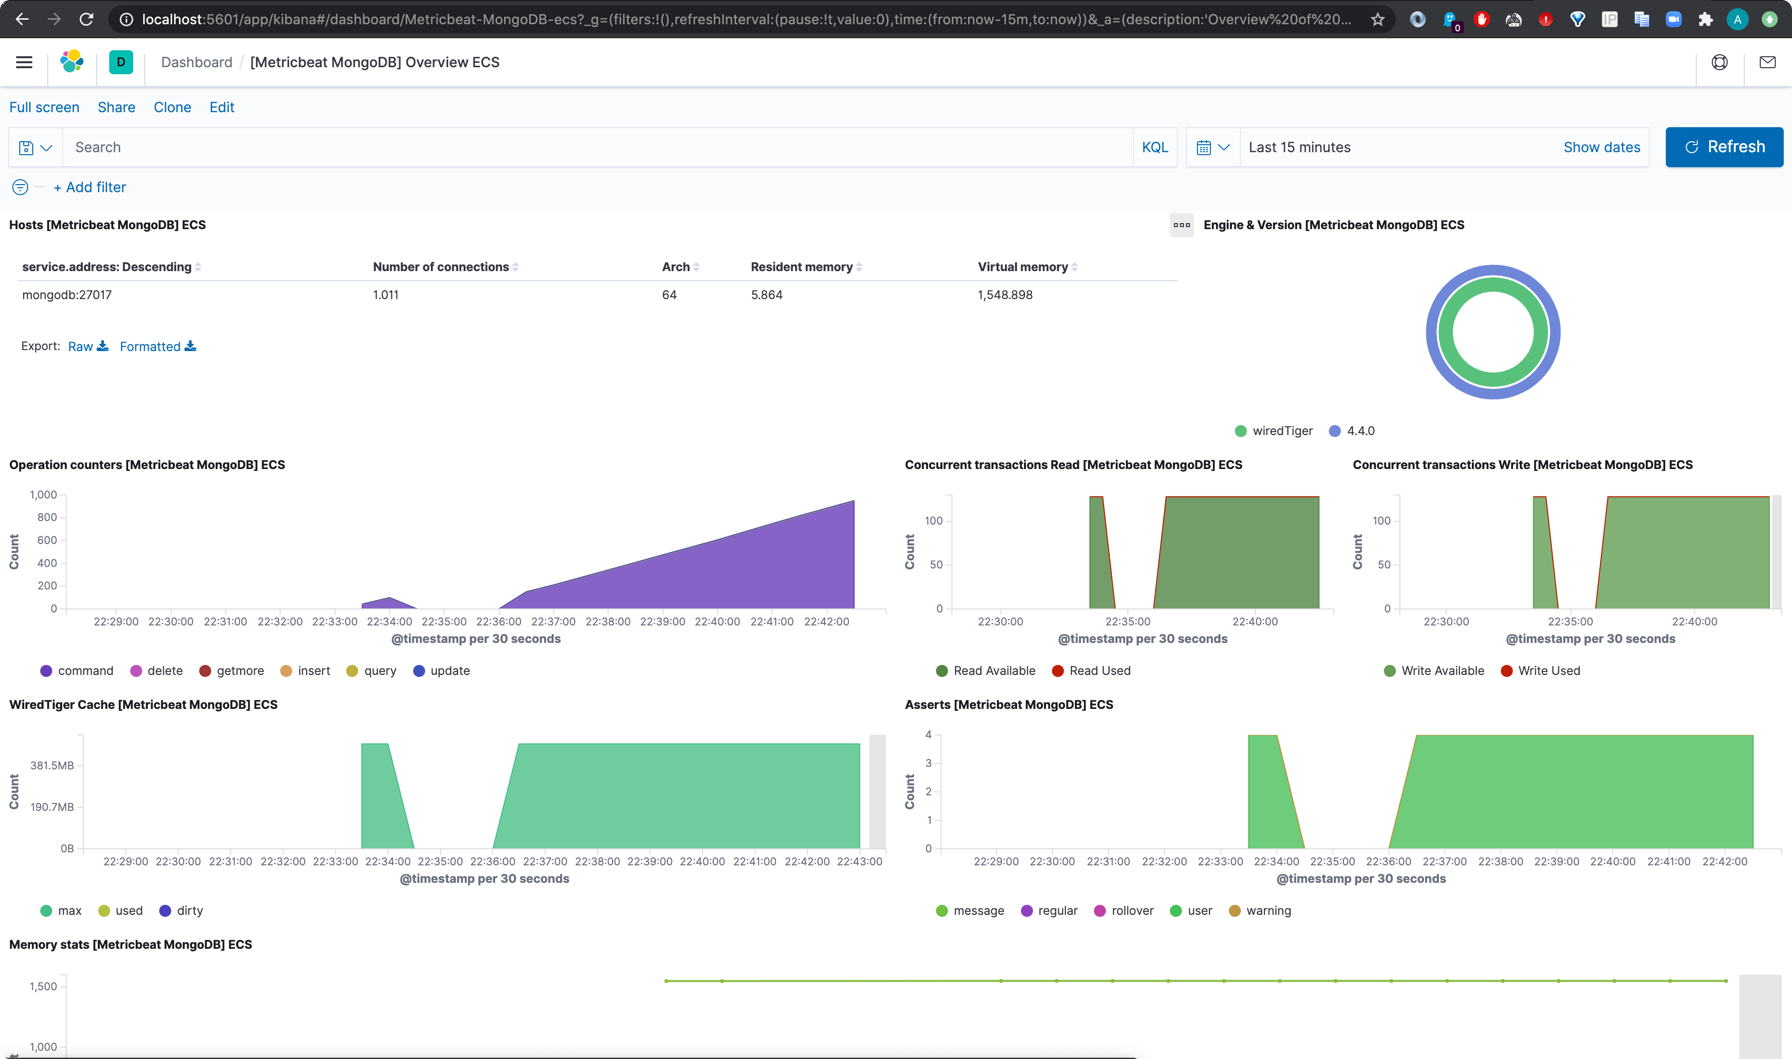 localhost:5601/app/kibana#/dashboard/Metricbeat-MongoDB-ecs?_g=(filters:!(),refreshInterval:(pause:!t,value:0),time:(from:now-15m,to:now))&_a=(description:'Overview%20of%20...
0
IP
A
D
Dashboard / [Metricbeat MongoDB] Overview ECS
Full screen Share Clone Edit
Search KQL Last 15 minutes Show dates Refresh
+ Add filter
Hosts [Metricbeat MongoDB] ECS
service.address: Descending Number of connections Arch Resident memory Virtual memory
mongodb:27017 1.011 64 5.864 1,548.898
Export: Raw Formatted
Engine & Version [Metricbeat MongoDB] ECS
wiredTiger 4.4.0
Operation counters [Metricbeat MongoDB] ECS
Count
1,000
800
600
400
200
0
22:29:00 22:30:00 22:31:00 22:32:00 22:33:00 22:34:00 22:35:00 22:36:00 22:37:00 22:38:00 22:39:00 22:40:00 22:41:00 22:42:00
@timestamp per 30 seconds
command delete getmore insert query update
Concurrent transactions Read [Metricbeat MongoDB] ECS
Count
100
50
0
22:30:00 22:35:00 22:40:00
@timestamp per 30 seconds
Read Available Read Used
Concurrent transactions Write [Metricbeat MongoDB] ECS
Count
100
50
0
22:30:00 22:35:00 22:40:00
@timestamp per 30 seconds
Write Available Write Used
WiredTiger Cache [Metricbeat MongoDB] ECS
Count
381.5MB
190.7MB
0B
22:29:00 22:30:00 22:31:00 22:32:00 22:33:00 22:34:00 22:35:00 22:36:00 22:37:00 22:38:00 22:39:00 22:40:00 22:41:00 22:42:00 22:43:00
@timestamp per 30 seconds
max used dirty
Asserts [Metricbeat MongoDB] ECS
Count
4
3
2
1
0
22:29:00 22:30:00 22:31:00 22:32:00 22:33:00 22:34:00 22:35:00 22:36:00 22:37:00 22:38:00 22:39:00 22:40:00 22:41:00 22:42:00
@timestamp per 30 seconds
message regular rollover user warning
Memory stats [Metricbeat MongoDB] ECS
1,500
1,000